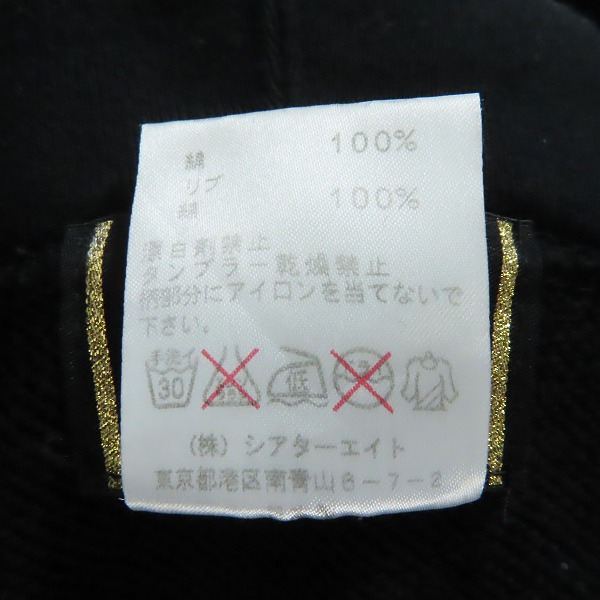 綿 100%
リブ
綿 100%
漂白剤禁止
タンブラー乾燥禁止
柄部分にアイロンを当てないで
下さい。
手洗イ
30
低
(株) シアターエイト
東京都港区南青山6-7-2